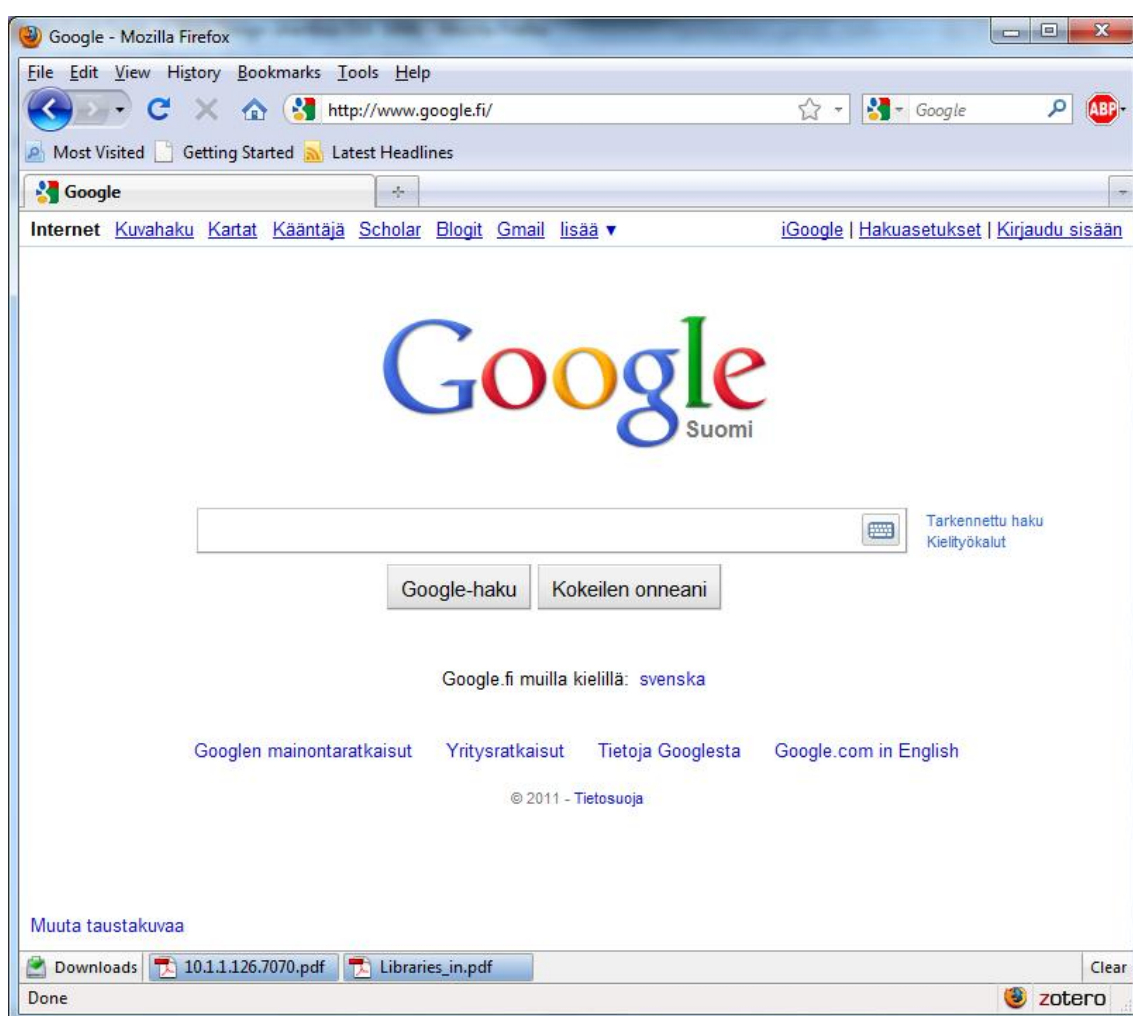 Google - Mozilla Firefox
File Edit View History Bookmarks Tools Help
http://www.google.fi/ Google ABP
Most Visited Getting Started Latest Headlines
Google
Internet Kuvahaku Kartat Kääntäjä Scholar Blogit Gmail lisää ▼ iGoogle | Hakuasetukset | Kirjaudu sisään
Google
Suomi
Tarkennettu haku
Kielityökalut
Google-haku Kokeilen onneani
Google.fi muilla kielillä: svenska
Googlen mainontaratkaisut Yritysratkaisut Tietoja Googlesta Google.com in English
© 2011 - Tietosuoja
Muuta taustakuvaa
Downloads 10.1.1.126.7070.pdf Libraries_in.pdf Clear
Done zotero